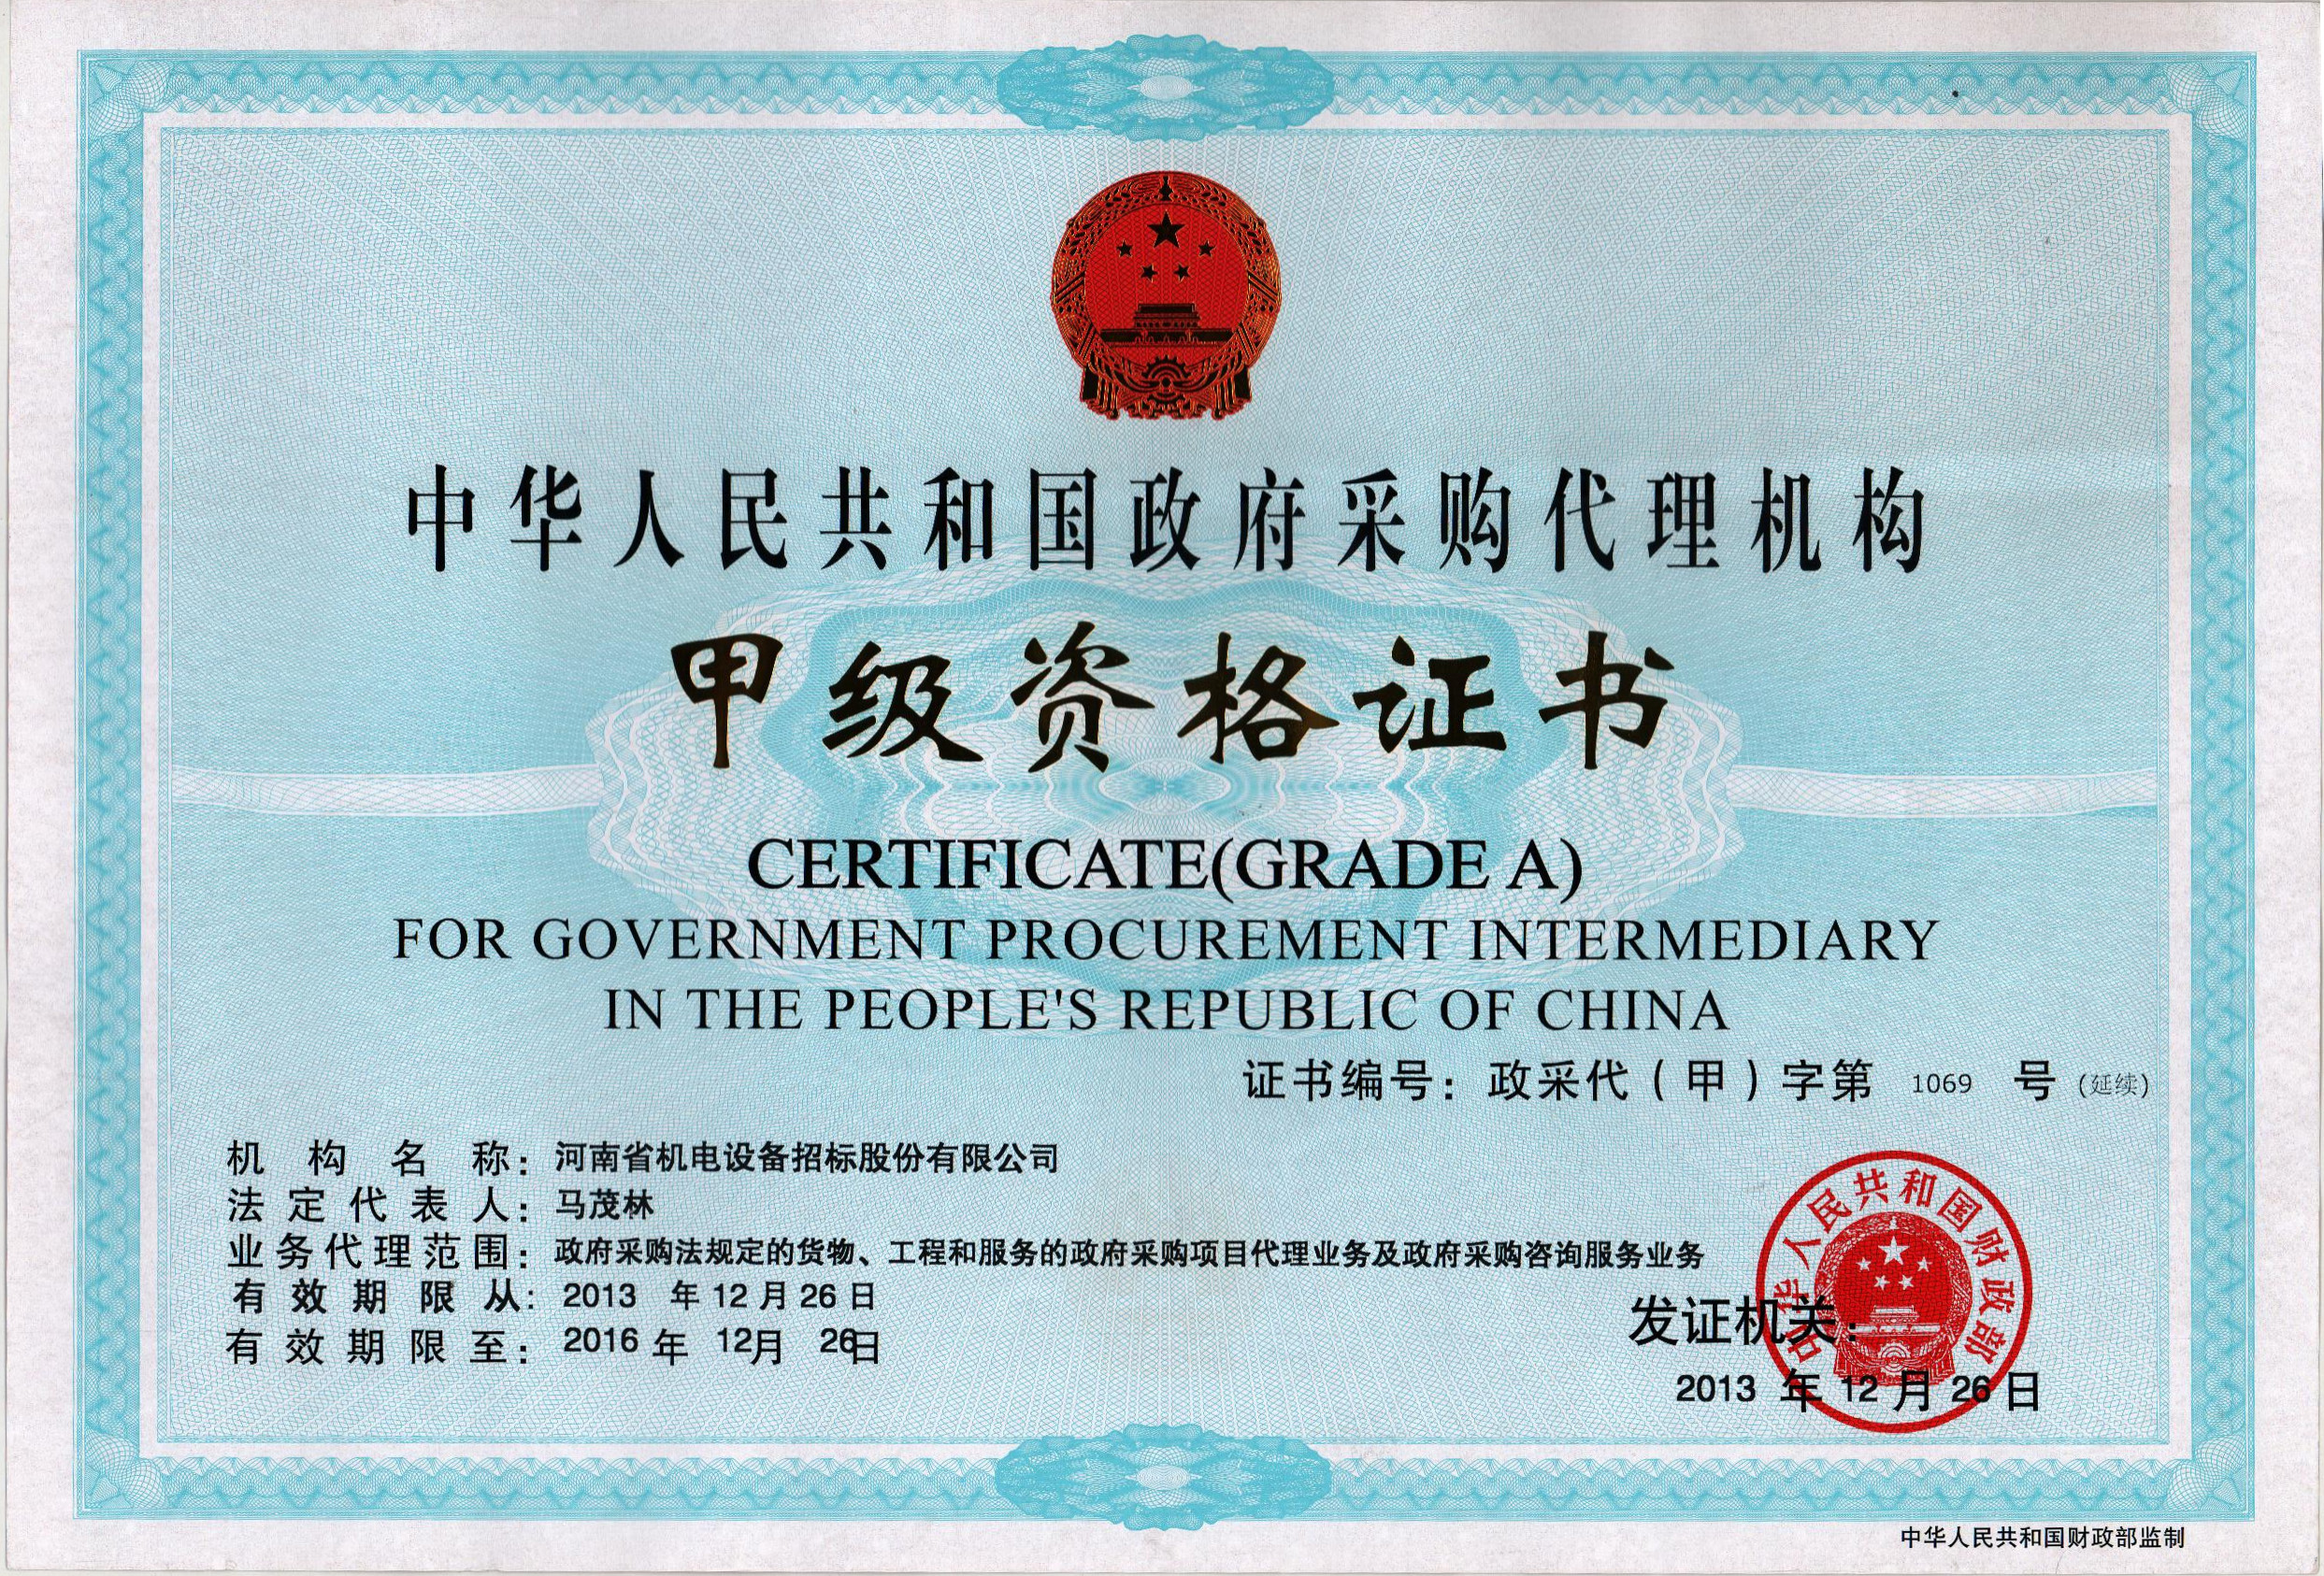 中华人民共和国政府采购代理机构
甲级资格证书
CERTIFICATE(GRADE A)
FOR GOVERNMENT PROCUREMENT INTERMEDIARY
IN THE PEOPLE'S REPUBLIC OF CHINA
证书编号：政采代（甲）字第 1069 号（延续）
机构名称：河南省机电设备招标股份有限公司
法定代表人：马茂林
业务代理范围：政府采购法规定的货物、工程和服务的政府采购项目代理业务及政府采购咨询服务业务
有效期限从：2013 年 12 月 26 日
有效期限至：2016 年 12月 26日
中华人民共和国财政部
发证机关：
2013 年 12 月 26 日
中华人民共和国财政部监制